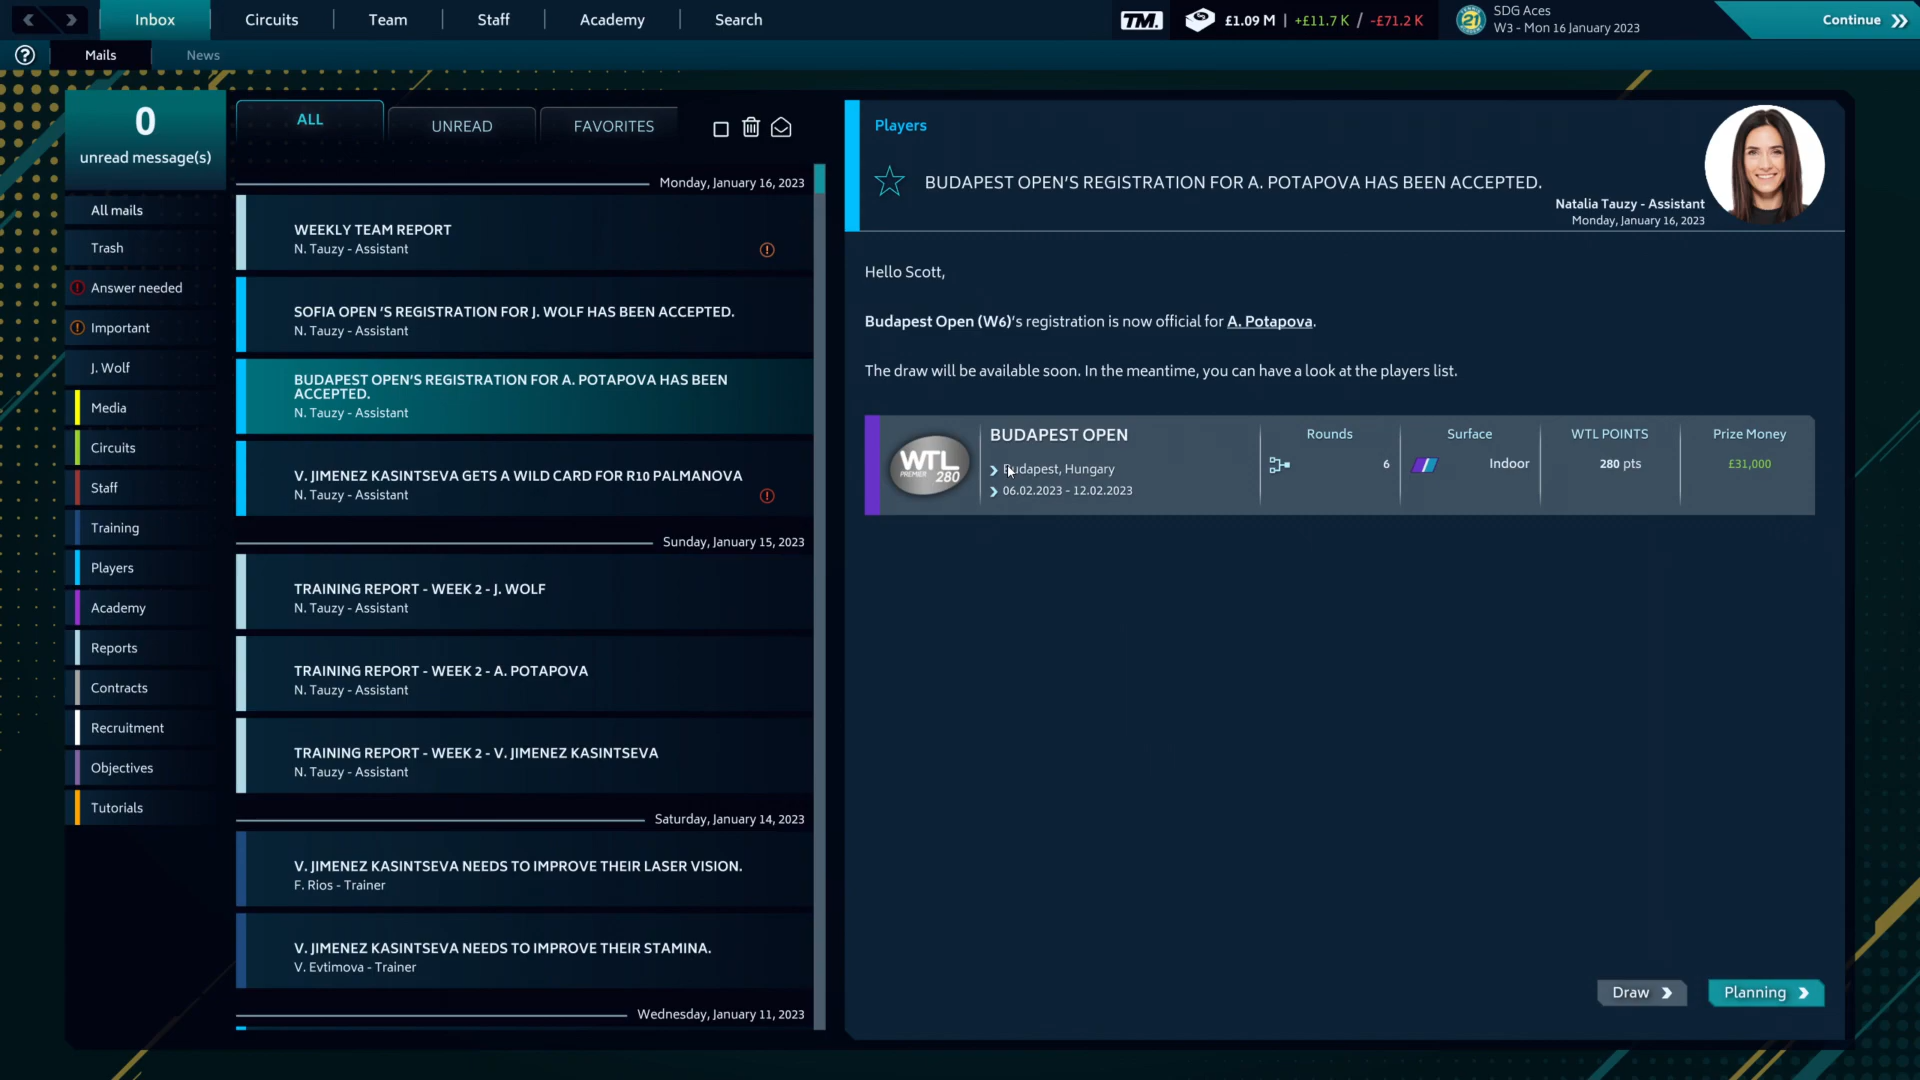 Inbox
Circuits
Team
Staff
Academy
Search
TM.
£1.09 M
+£11.7 K / -£71.2 K
21
SDG Aces
W3 - Mon 16 January 2023
Continue
Mails
News
0
unread message(s)
All mails
Trash
Answer needed
Important
J. Wolf
Media
Circuits
Staff
Training
Players
Academy
Reports
Contracts
Recruitment
Objectives
Tutorials
ALL
UNREAD
FAVORITES
Monday, January 16, 2023
WEEKLY TEAM REPORT
N. Tauzy - Assistant
SOFIA OPEN 'S REGISTRATION FOR J. WOLF HAS BEEN ACCEPTED.
N. Tauzy - Assistant
BUDAPEST OPEN'S REGISTRATION FOR A. POTAPOVA HAS BEEN
ACCEPTED.
N. Tauzy - Assistant
V. JIMENEZ KASINTSEVA GETS A WILD CARD FOR R10 PALMANOVA
N. Tauzy - Assistant
Sunday, January 15, 2023
TRAINING REPORT - WEEK 2 - J. WOLF
N. Tauzy - Assistant
TRAINING REPORT - WEEK 2 - A. POTAPOVA
N. Tauzy - Assistant
TRAINING REPORT - WEEK 2 - V. JIMENEZ KASINTSEVA
N. Tauzy - Assistant
Saturday, January 14, 2023
V. JIMENEZ KASINTSEVA NEEDS TO IMPROVE THEIR LASER VISION.
F. Rios - Trainer
V. JIMENEZ KASINTSEVA NEEDS TO IMPROVE THEIR STAMINA.
V. Evtimova - Trainer
Wednesday, January 11, 2023
Players
BUDAPEST OPEN'S REGISTRATION FOR A. POTAPOVA HAS BEEN ACCEPTED.
Natalia Tauzy - Assistant
Monday, January 16, 2023
Hello Scott,
Budapest Open (W6)'s registration is now official for A. Potapova.
The draw will be available soon. In the meantime, you can have a look at the players list.
WTL
PREMIER 280
BUDAPEST OPEN
Budapest, Hungary
06.02.2023 - 12.02.2023
Rounds
6
Surface
Indoor
WTL POINTS
280 pts
Prize Money
£31,000
Draw
Planning